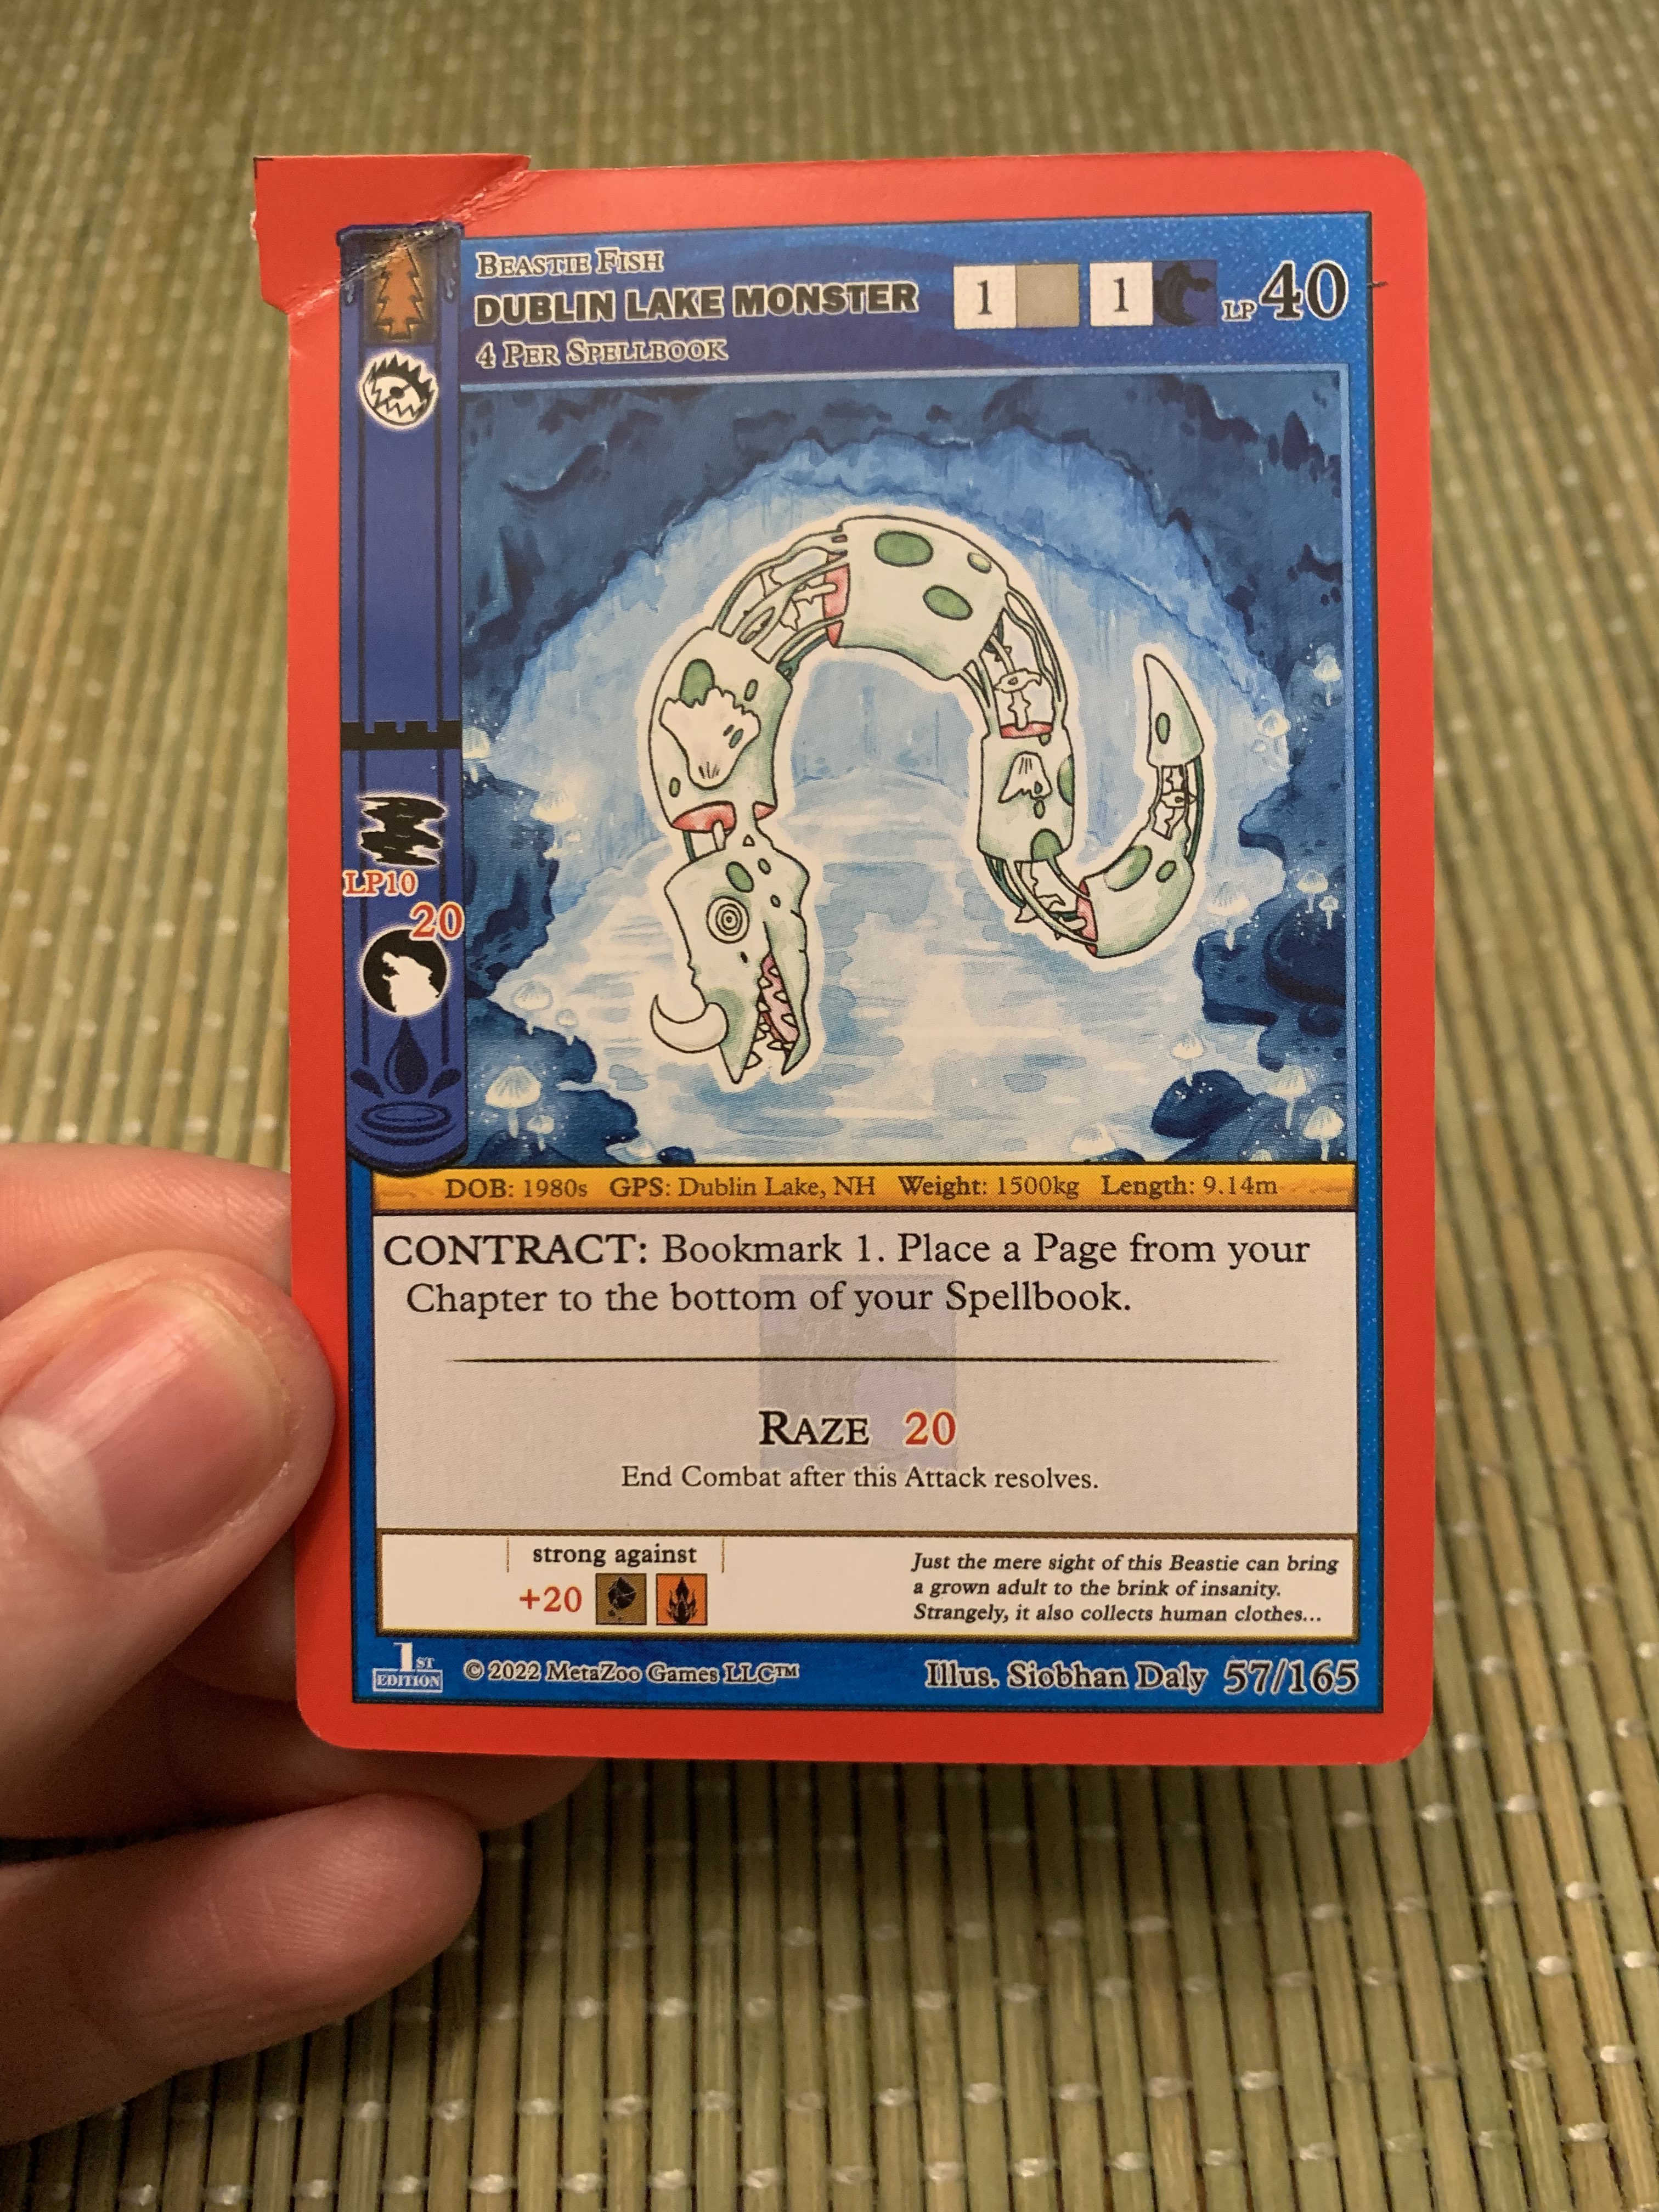 BEASTIE FISH
DUBLIN LAKE MONSTER
1 1 LP 40
4 PER SPELLBOOK
LP10
20
DOB: 1980s GPS: Dublin Lake, NH Weight: 1500kg Length: 9.14m
CONTRACT: Bookmark 1. Place a Page from your
Chapter to the bottom of your Spellbook.
RAZE 20
End Combat after this Attack resolves.
strong against
+20
Just the mere sight of this Beastie can bring
a grown adult to the brink of insanity.
Strangely, it also collects human clothes...
1ST EDITION
© 2022 MetaZoo Games LLC™ Illus. Siobhan Daly 57/165